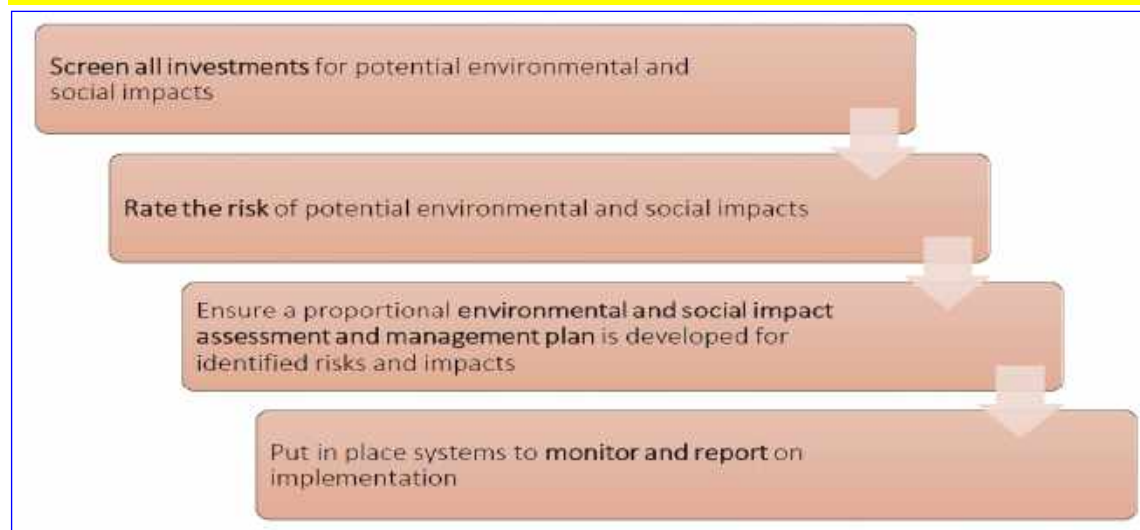 Screen all investments for potential environmental and
social impacts
Rate the risk of potential environmental and social impacts
Ensure a proportional environmental and social impact
assessment and management plan is developed for
identified risks and impacts
Put in place systems to monitor and report on
implementation